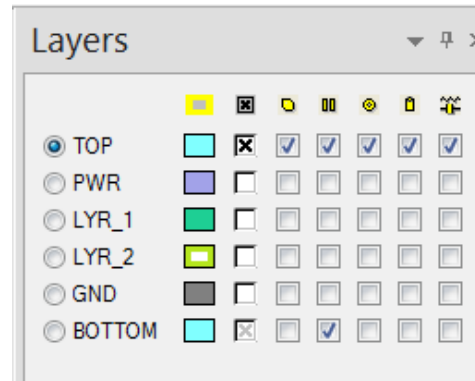 Layers
TOP
PWR
LYR_1
LYR_2
GND
BOTTOM